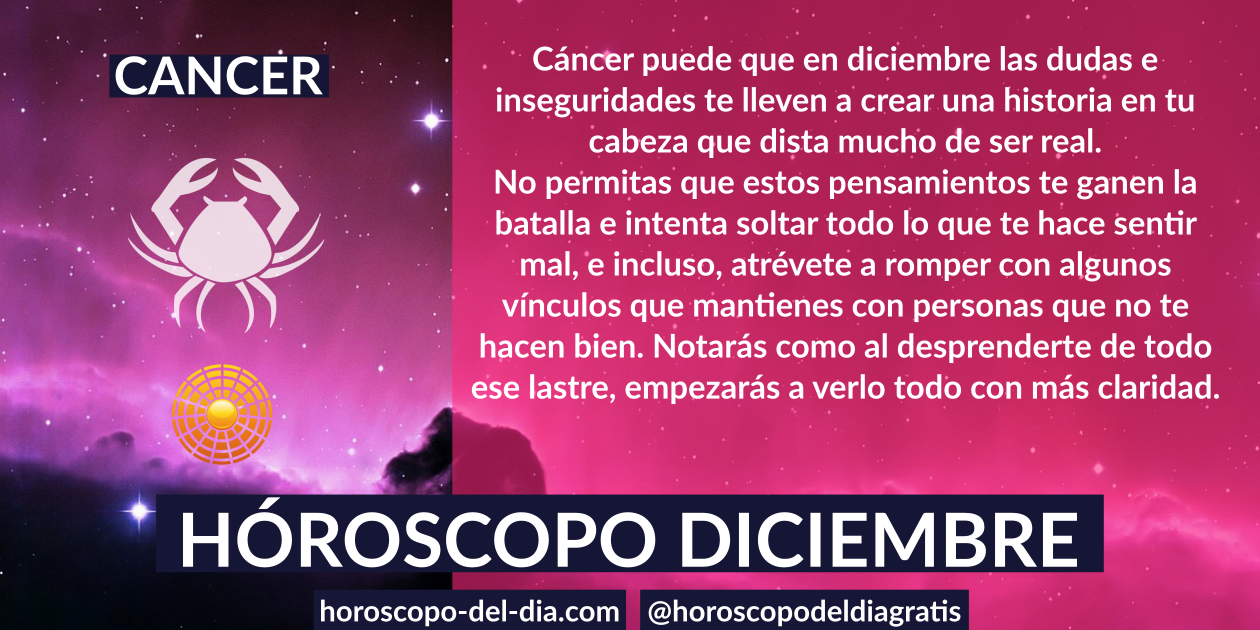 CANCER
Cáncer puede que en diciembre las dudas e
inseguridades te lleven a crear una historia en tu
cabeza que dista mucho de ser real.
No permitas que estos pensamientos te ganen la
batalla e intenta soltar todo lo que te hace sentir
mal, e incluso, atrévete a romper con algunos
vínculos que mantienes con personas que no te
hacen bien. Notarás como al desprenderte de todo
ese lastre, empezarás a verlo todo con más claridad.
HÓROSCOPO DICIEMBRE
horoscopo-del-dia.com @horoscopodeldiagratis